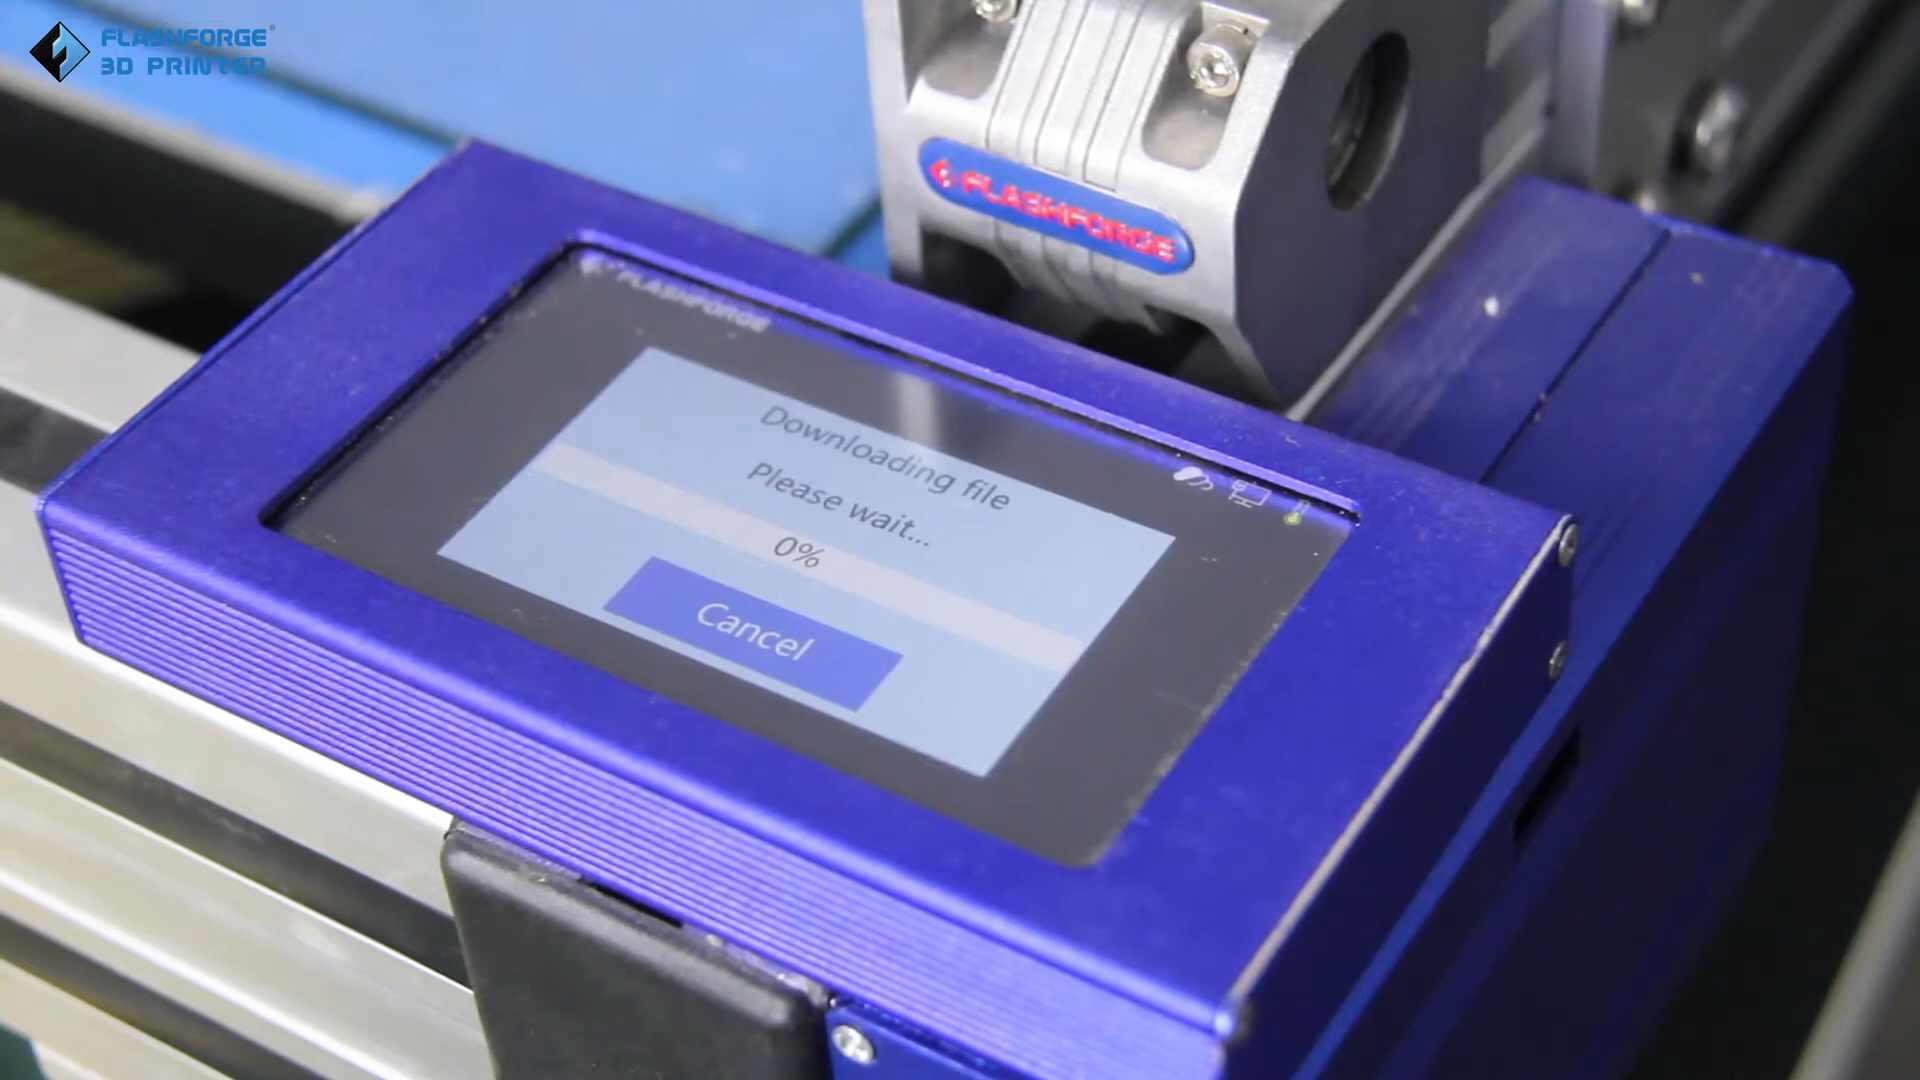 FLASHFORGE®
3D PRINTER
FLASHFORGE
FLASHFORGE
Downloading file
Please wait...
0%
Cancel